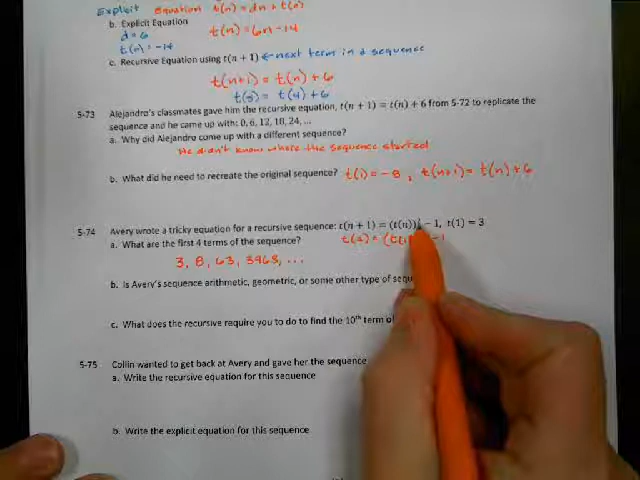 Explicit Equation t(n) = dn + t(0)
b. Explicit Equation
d = 6
t(n) = 6n - 14
t(0) = -14
c. Recursive Equation using t(n + 1) ← next term in a sequence
t(n+1) = t(n) + 6
t(5) = t(4) + 6
5-73 Alejandro's classmates gave him the recursive equation, t(n + 1) = t(n) + 6 from 5-72 to replicate the
sequence and he came up with: 0, 6, 12, 18, 24, ...
a. Why did Alejandro come up with a different sequence?
He didn't know where the sequence started
b. What did he need to recreate the original sequence? t(1) = -8 , t(n+1) = t(n) + 6
5-74 Avery wrote a tricky equation for a recursive sequence: t(n + 1) = (t(n)) - 1, t(1) = 3
a. What are the first 4 terms of the sequence? t(2) = (t(1) -1
3, 8, 63, 3968, ...
b. Is Avery's sequence arithmetic, geometric, or some other type of
c. What does the recursive require you to do to find the 10th term of
5-75 Collin wanted to get back at Avery and gave her the sequence
a. Write the recursive equation for this sequence
b. Write the explicit equation for this sequence